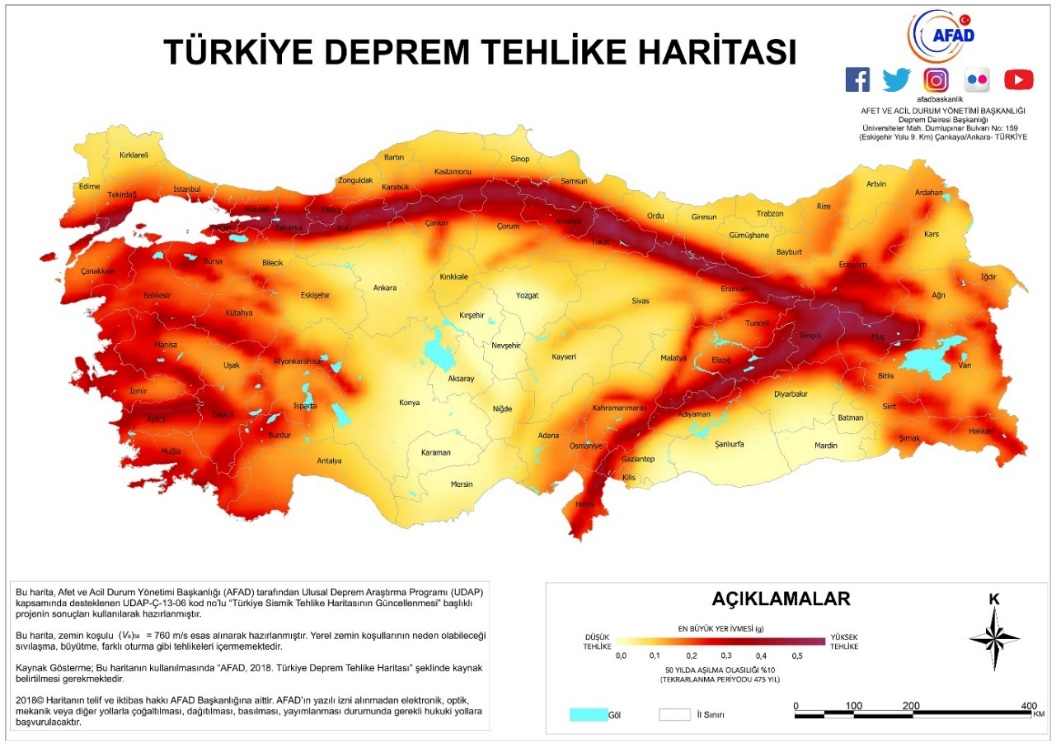 TÜRKİYE DEPREM TEHLİKE HARİTASI
AFAD
afadbaskanlik
AFET VE ACİL DURUM YÖNETİMİ BAŞKANLIĞI
Deprem Dairesi Başkanlığı
Üniversiteler Mah. Dumlupınar Bulvarı No: 159
(Eskişehir Yolu 9. Km) Çankaya/Ankara- TÜRKİYE
Kırklareli
Edirne
Tekirdağ
İstanbul
Zonguldak
Bartın
Karabük
Kastamonu
Sinop
Samsun
Ordu
Giresun
Trabzon
Rize
Artvin
Ardahan
Kars
Gümüşhane
Bayburt
Sakarya
Bolu
Çankırı
Çorum
Amasya
Tokat
Erzurum
Iğdır
Ağrı
Çanakkale
Bursa
Bilecik
Balıkesir
Kütahya
Eskişehir
Ankara
Kırıkkale
Yozgat
Sivas
Erzincan
Tunceli
Bingöl
Muş
Kırşehir
Nevşehir
Kayseri
Malatya
Elazığ
Bitlis
Van
Manisa
Uşak
Afyonkarahisar
Aksaray
Konya
Niğde
Kahramanmaraş
Adıyaman
Diyarbakır
Batman
Siirt
Şırnak
Hakkari
İzmir
Aydın
Denizli
Isparta
Burdur
Muğla
Antalya
Karaman
Mersin
Adana
Osmaniye
Gaziantep
Kilis
Şanlıurfa
Mardin
Hatay
Bu harita, Afet ve Acil Durum Yönetimi Başkanlığı (AFAD) tarafından Ulusal Deprem Araştırma Programı (UDAP)
kapsamında desteklenen UDAP-Ç-13-06 kod no'lu "Türkiye Sismik Tehlike Haritasının Güncellenmesi" başlıklı
projenin sonuçları kullanılarak hazırlanmıştır.
Bu harita, zemin koşulu (Vs)30 = 760 m/s esas alınarak hazırlanmıştır. Yerel zemin koşullarının neden olabileceği
sıvılaşma, büyütme, farklı oturma gibi tehlikeleri içermemektedir.
Kaynak Gösterme; Bu haritanın kullanılmasında "AFAD, 2018. Türkiye Deprem Tehlike Haritası" şeklinde kaynak
belirtilmesi gerekmektedir.
2018© Haritanın telif ve iktibas hakkı AFAD Başkanlığına aittir. AFAD'ın yazılı izni alınmadan elektronik, optik,
mekanik veya diğer yollarla çoğaltılması, dağıtılması, basılması, yayımlanması durumunda gerekli hukuki yollara
başvurulacaktır.
AÇIKLAMALAR
EN BÜYÜK YER İVMESİ (g)
DÜŞÜK TEHLİKE
YÜKSEK TEHLİKE
0,0 0,1 0,2 0,3 0,4 0,5
50 YILDA AŞILMA OLASILIĞI %10
(TEKRARLANMA PERİYODU 475 YIL)
Göl
İl Sınırı
K
0 100 200 400
KM